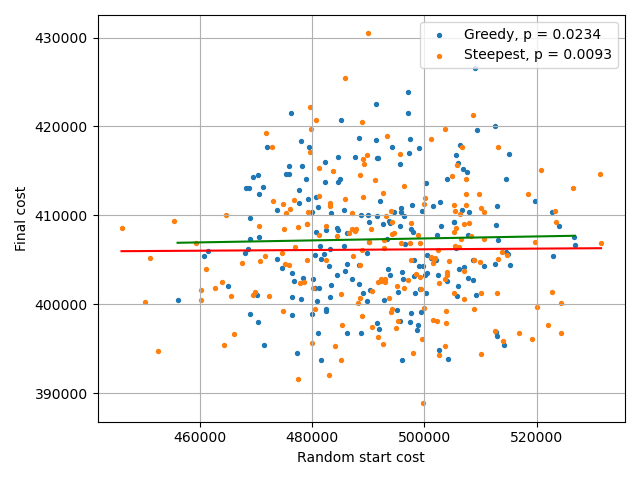 Greedy, p = 0.0234
Steepest, p = 0.0093
430000
420000
410000
400000
390000
Final cost
460000 480000 500000 520000
Random start cost